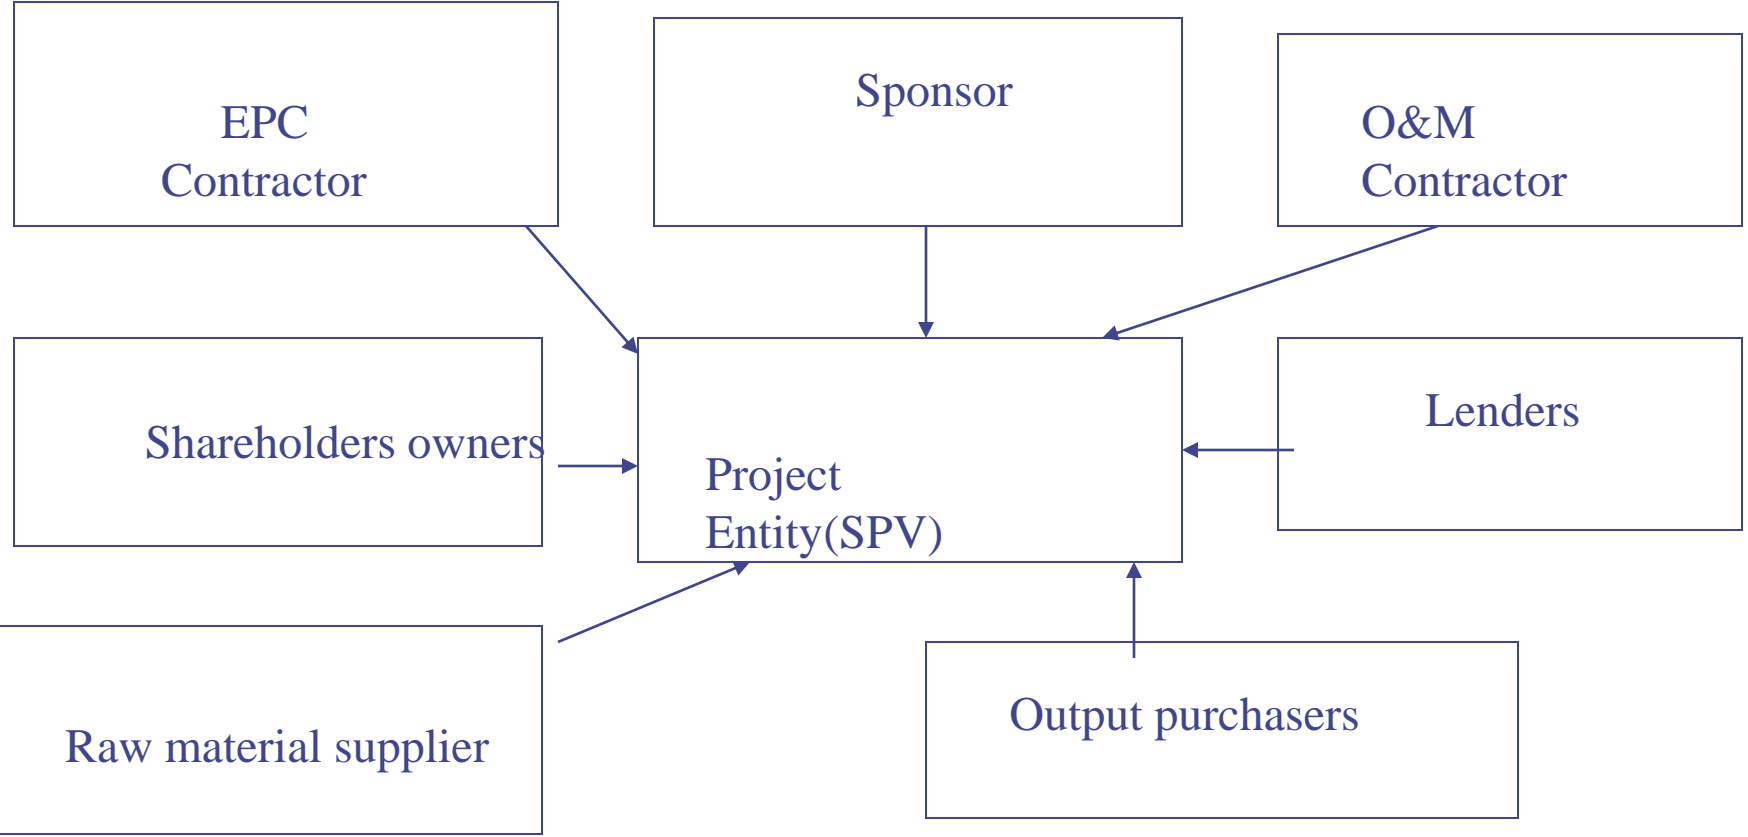 EPC
Contractor
Sponsor
O&M
Contractor
Shareholders owners
Project
Entity(SPV)
Lenders
Raw material supplier
Output purchasers